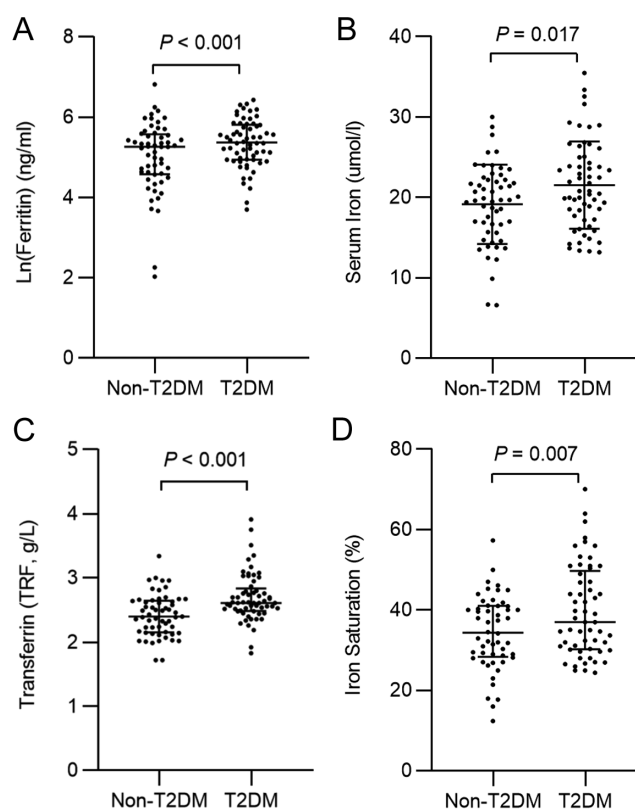 A
P < 0.001
Ln(Ferritin) (ng/ml)
8
6
4
2
0
Non-T2DM T2DM
B
P = 0.017
Serum Iron (umol/l)
40
30
20
10
0
Non-T2DM T2DM
C
P < 0.001
Transferrin (TRF, g/L)
5
4
3
2
1
0
Non-T2DM T2DM
D
P = 0.007
Iron Saturation (%)
80
60
40
20
0
Non-T2DM T2DM